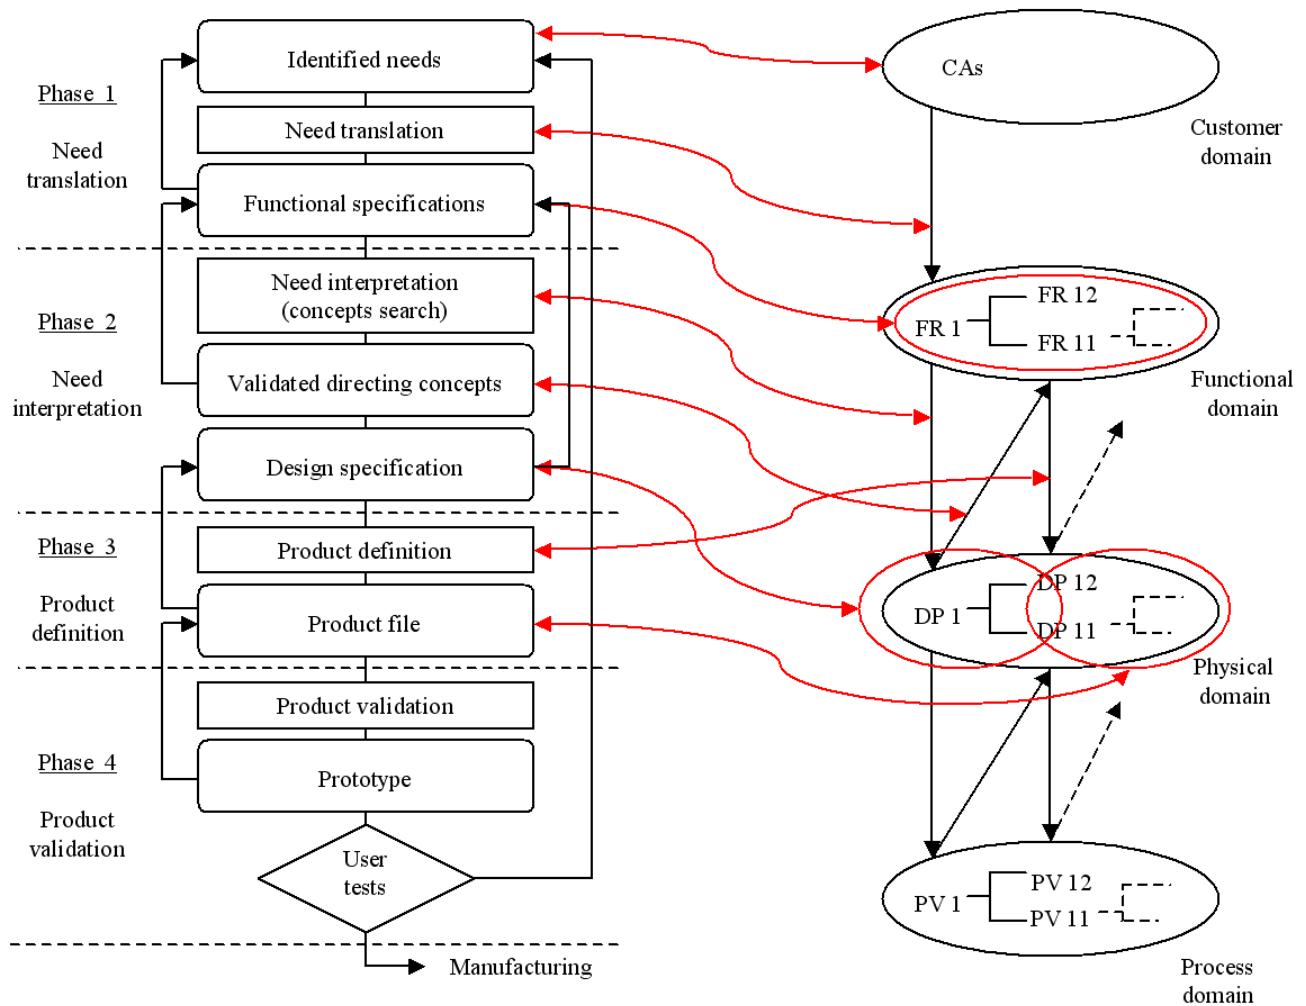 Identified needs
CAs
Phase 1
Customer
domain
Need translation
Need
translation
Functional specifications
Need interpretation
(concepts search)
FR 12
FR 1
FR 11
Phase 2
Functional
domain
Need
interpretation
Validated directing concepts
Design specification
Phase 3
Product definition
DP 12
DP 1
DP 11
Product
definition
Product file
Physical
domain
Product validation
Phase 4
Prototype
Product
validation
User
tests
PV 12
PV 1
PV 11
Manufacturing
Process
domain